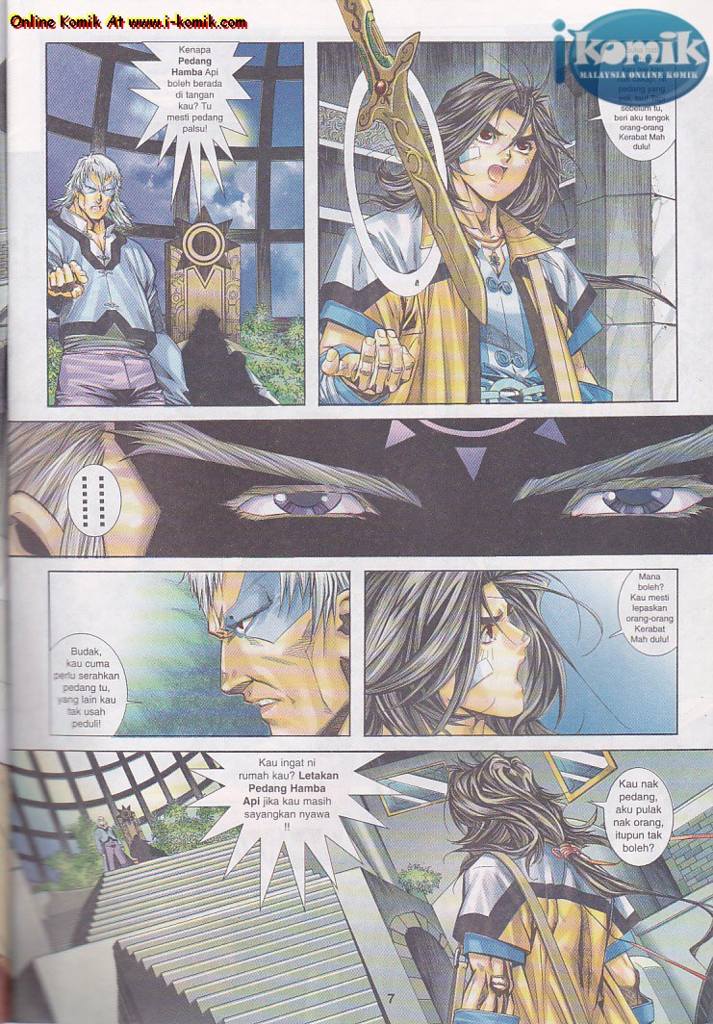 Online Komik At www.i-komik.com
ikomik
MALAYSIA ONLINE KOMIK
Kenapa
Pedang
Hamba Api
boleh berada
di tangan
kau? Tu
mesti pedang
palsu!
pedang yang
sebelum tu,
beri aku tengok
orang-orang
Kerabat Mah
dulu!
Budak,
kau cuma
perlu serahkan
pedang tu,
yang lain kau
tak usah
peduli!
Mana
boleh?
Kau mesti
lepaskan
orang-orang
Kerabat
Mah dulu!
Kau ingat ni
rumah kau? Letakan
Pedang Hamba
Api jika kau masih
sayangkan nyawa
!!
Kau nak
pedang,
aku pulak
nak orang,
itupun tak
boleh?
7